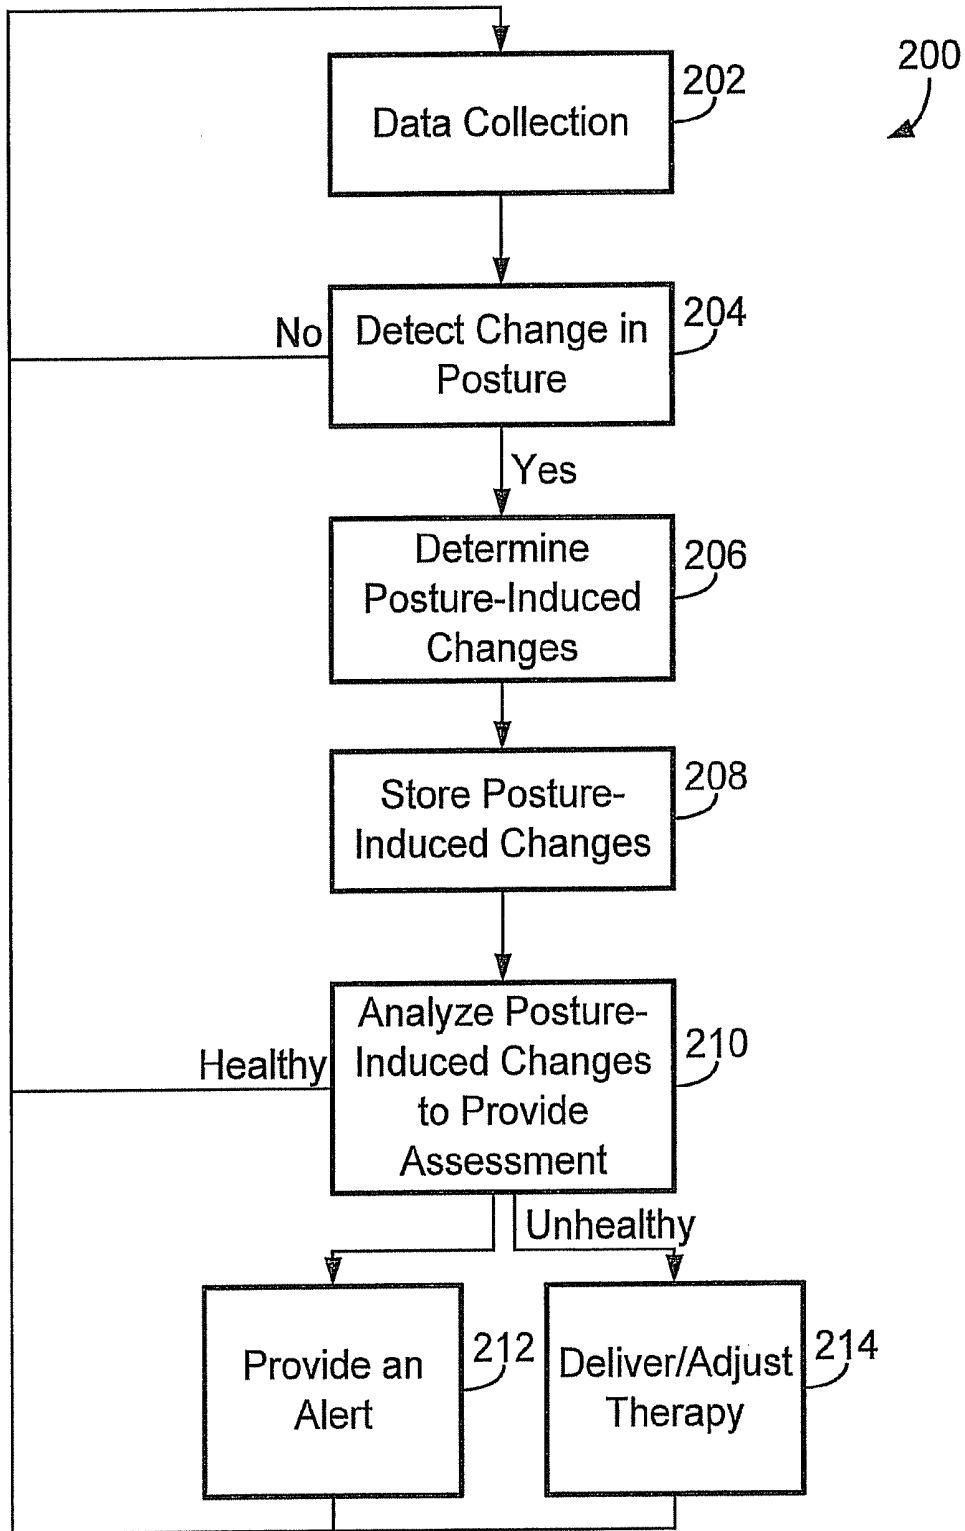 200
202
Data Collection
204
No
Detect Change in
Posture
Yes
206
Determine
Posture-Induced
Changes
208
Store Posture-
Induced Changes
210
Healthy
Analyze Posture-
Induced Changes
to Provide
Assessment
Unhealthy
212
Provide an
Alert
214
Deliver/Adjust
Therapy